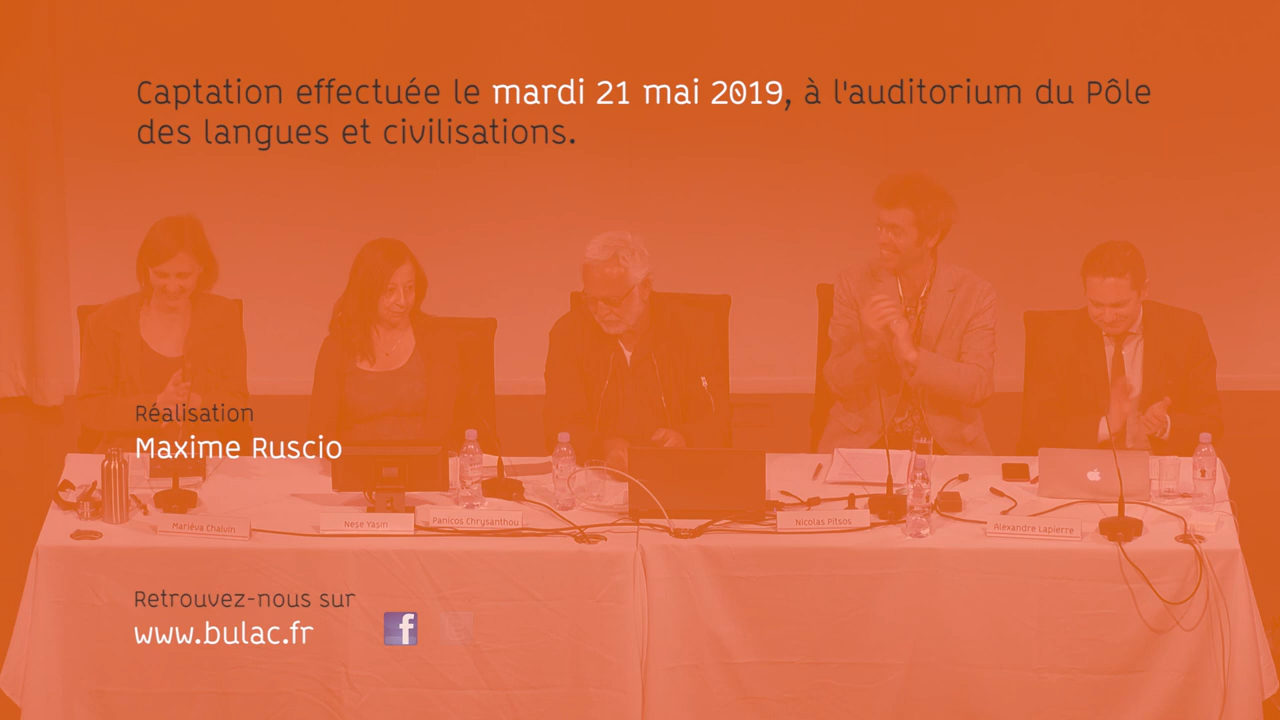 Captation effectuée le mardi 21 mai 2019, à l'auditorium du Pôle
des langues et civilisations.
Réalisation
Maxime Ruscio
Mariéva Chalvin
Neşe Yaşin
Panicos Chrysanthou
Nicolas Pitsos
Alexandre Lapierre
Retrouvez-nous sur
www.bulac.fr
f